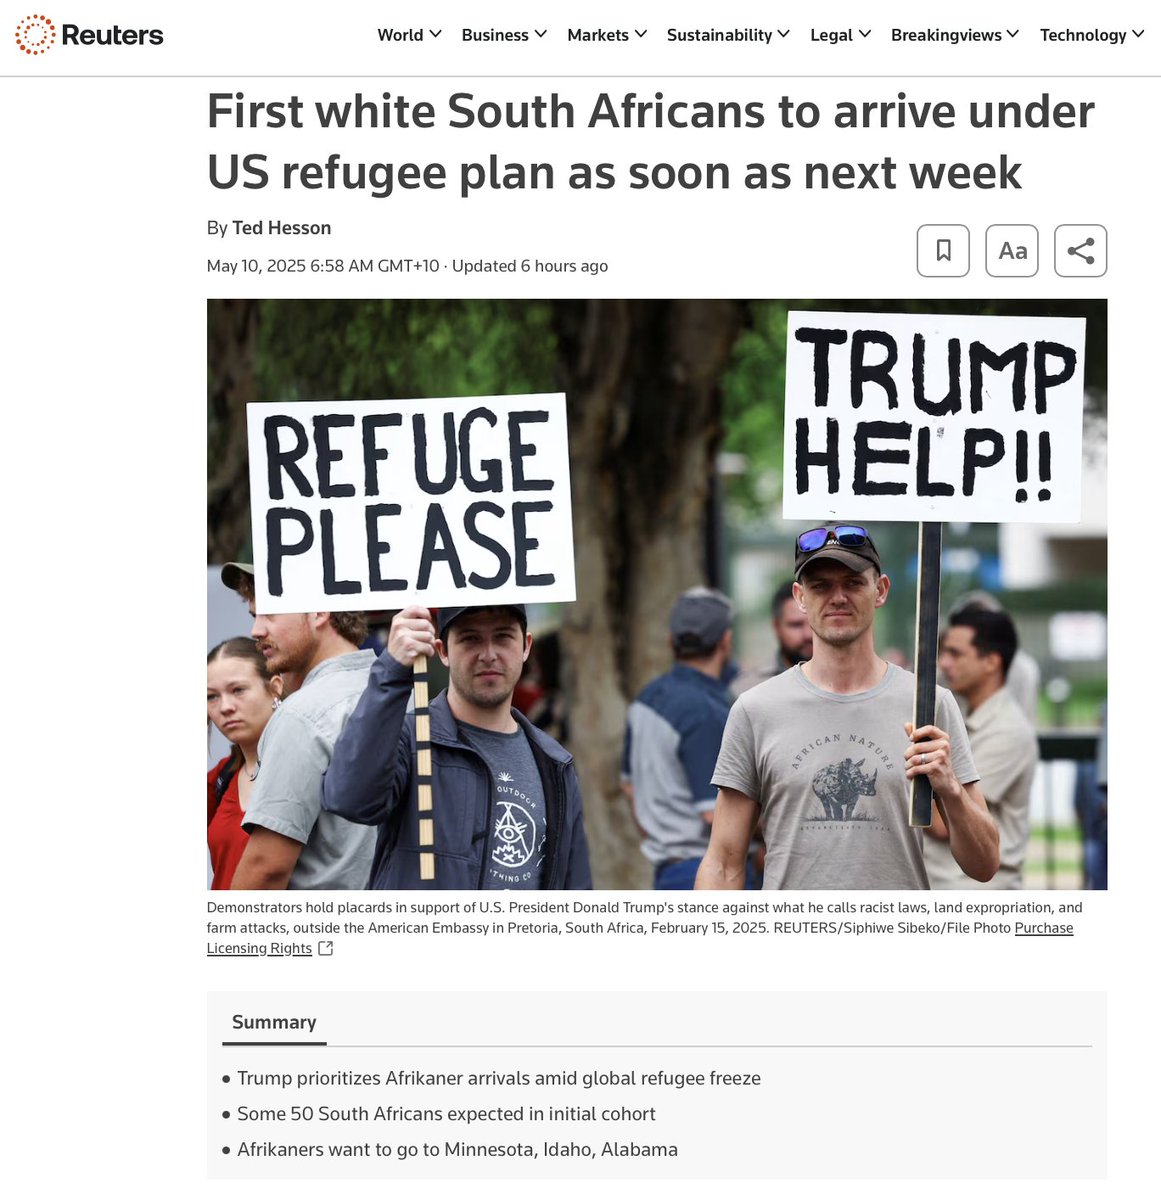 Reuters
World Business Markets Sustainability Legal Breakingviews Technology
First white South Africans to arrive under
US refugee plan as soon as next week
By Ted Hesson
May 10, 2025 6:58 AM GMT+10 · Updated 6 hours ago
Aa
REFUGE
PLEASE
TRUMP
HELP!!
OUTDOOR
THING CO
AFRICAN NATURE
Demonstrators hold placards in support of U.S. President Donald Trump's stance against what he calls racist laws, land expropriation, and
farm attacks, outside the American Embassy in Pretoria, South Africa, February 15, 2025. REUTERS/Siphiwe Sibeko/File Photo Purchase
Licensing Rights
Summary
• Trump prioritizes Afrikaner arrivals amid global refugee freeze
• Some 50 South Africans expected in initial cohort
• Afrikaners want to go to Minnesota, Idaho, Alabama